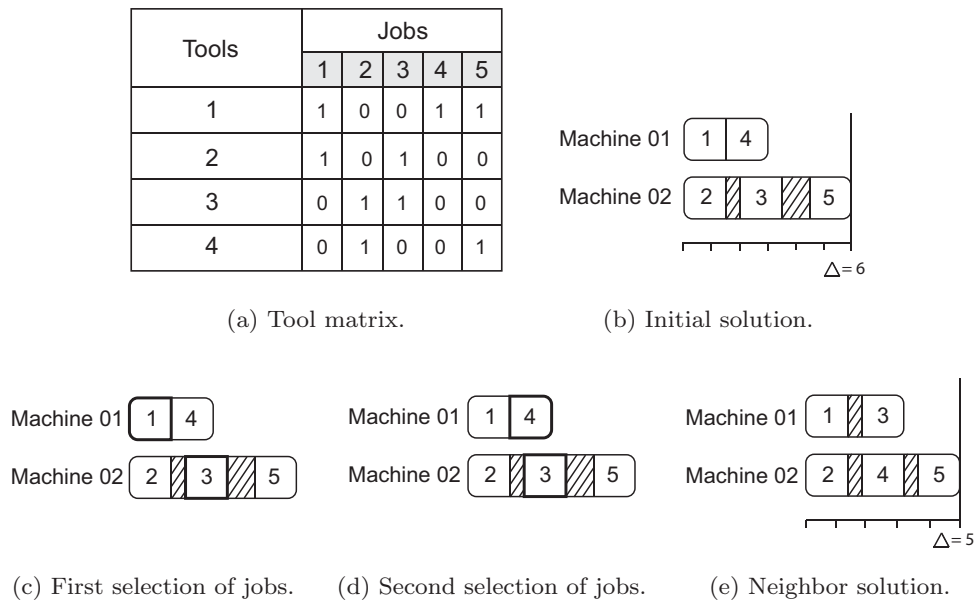 Tools
Jobs
1 2 3 4 5
1 1 0 0 1 1
2 1 0 1 0 0
3 0 1 1 0 0
4 0 1 0 0 1
(a) Tool matrix.
Machine 01 1 4
Machine 02 2 3 5
△= 6
(b) Initial solution.
Machine 01 1 4
Machine 02 2 3 5
(c) First selection of jobs.
Machine 01 1 4
Machine 02 2 3 5
(d) Second selection of jobs.
Machine 01 1 3
Machine 02 2 4 5
△= 5
(e) Neighbor solution.